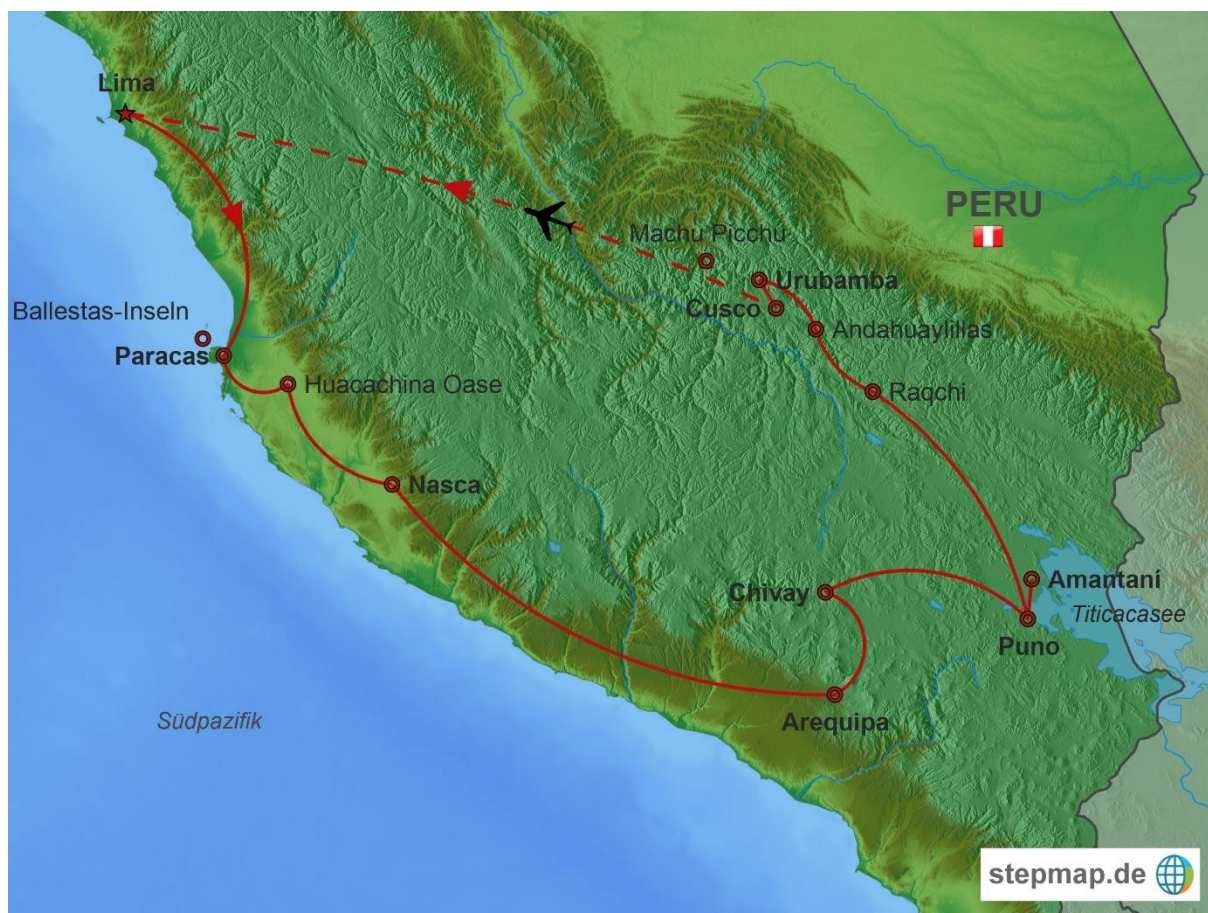 Lima
PERU
Machu Picchu
Urubamba
Cusco
Ballestas-Inseln
Andahuaylillas
Paracas
Huacachina Oase
Raqchi
Nasca
Amantaní
Chivay
Titicacasee
Puno
Arequipa
Südpazifik
stepmap.de